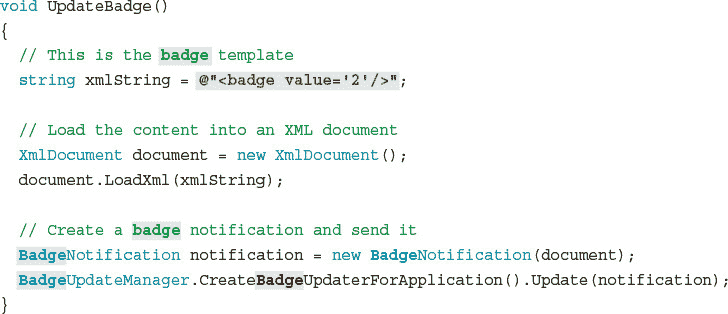 void UpdateBadge()
{
  // This is the badge template
  string xmlString = @"<badge value='2'/>";

  // Load the content into an XML document
  XmlDocument document = new XmlDocument();
  document.LoadXml(xmlString);

  // Create a badge notification and send it
  BadgeNotification notification = new BadgeNotification(document);
  BadgeUpdateManager.CreateBadgeUpdaterForApplication().Update(notification);
}